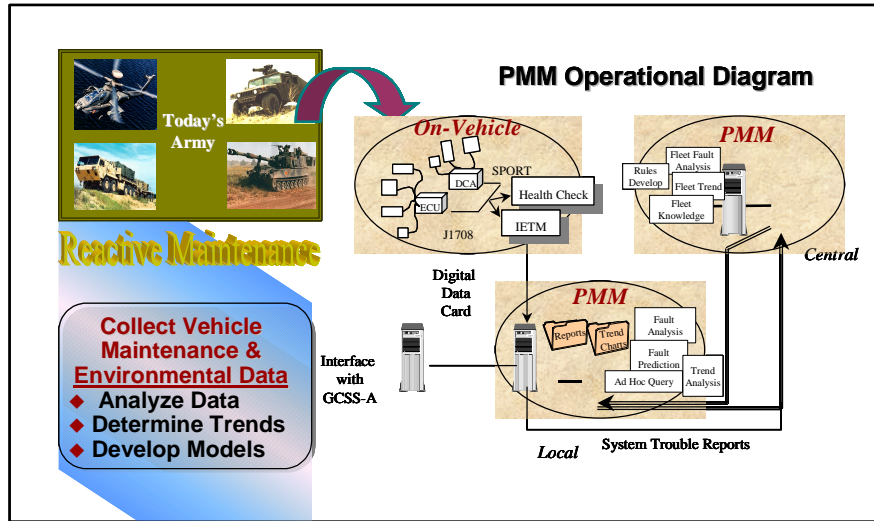 PMM Operational Diagram
Today's
Army
Reactive Maintenance
Collect Vehicle
Maintenance &
Environmental Data
Analyze Data
Determine Trends
Develop Models
On-Vehicle
SPORT
DCA
ECU
J1708
Health Check
IETM
Digital
Data
Card
Interface
with
GCSS-A
PMM
Fleet Fault
Analysis
Rules
Develop
Fleet Trend
Fleet
Knowledge
Central
PMM
Reports
Trend
Charts
Fault
Analysis
Fault
Prediction
Ad Hoc Query
Trend
Analysis
Local
System Trouble Reports